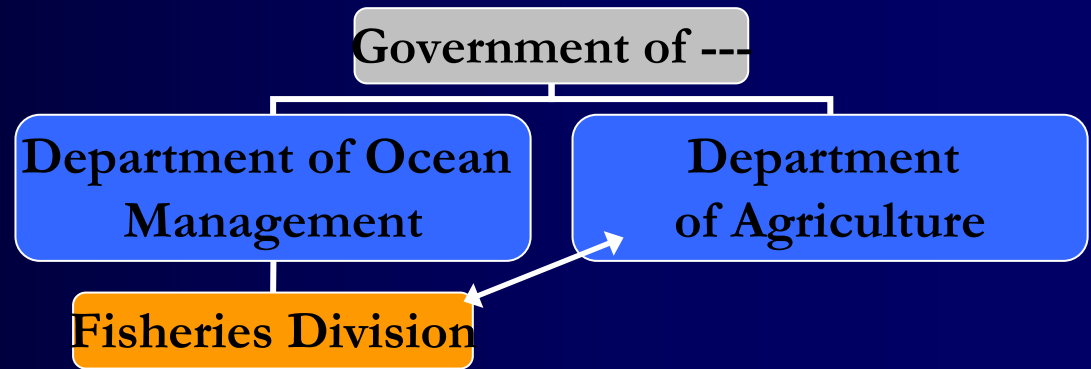 Government of ---
Department of Ocean
Management
Department
of Agriculture
Fisheries Division